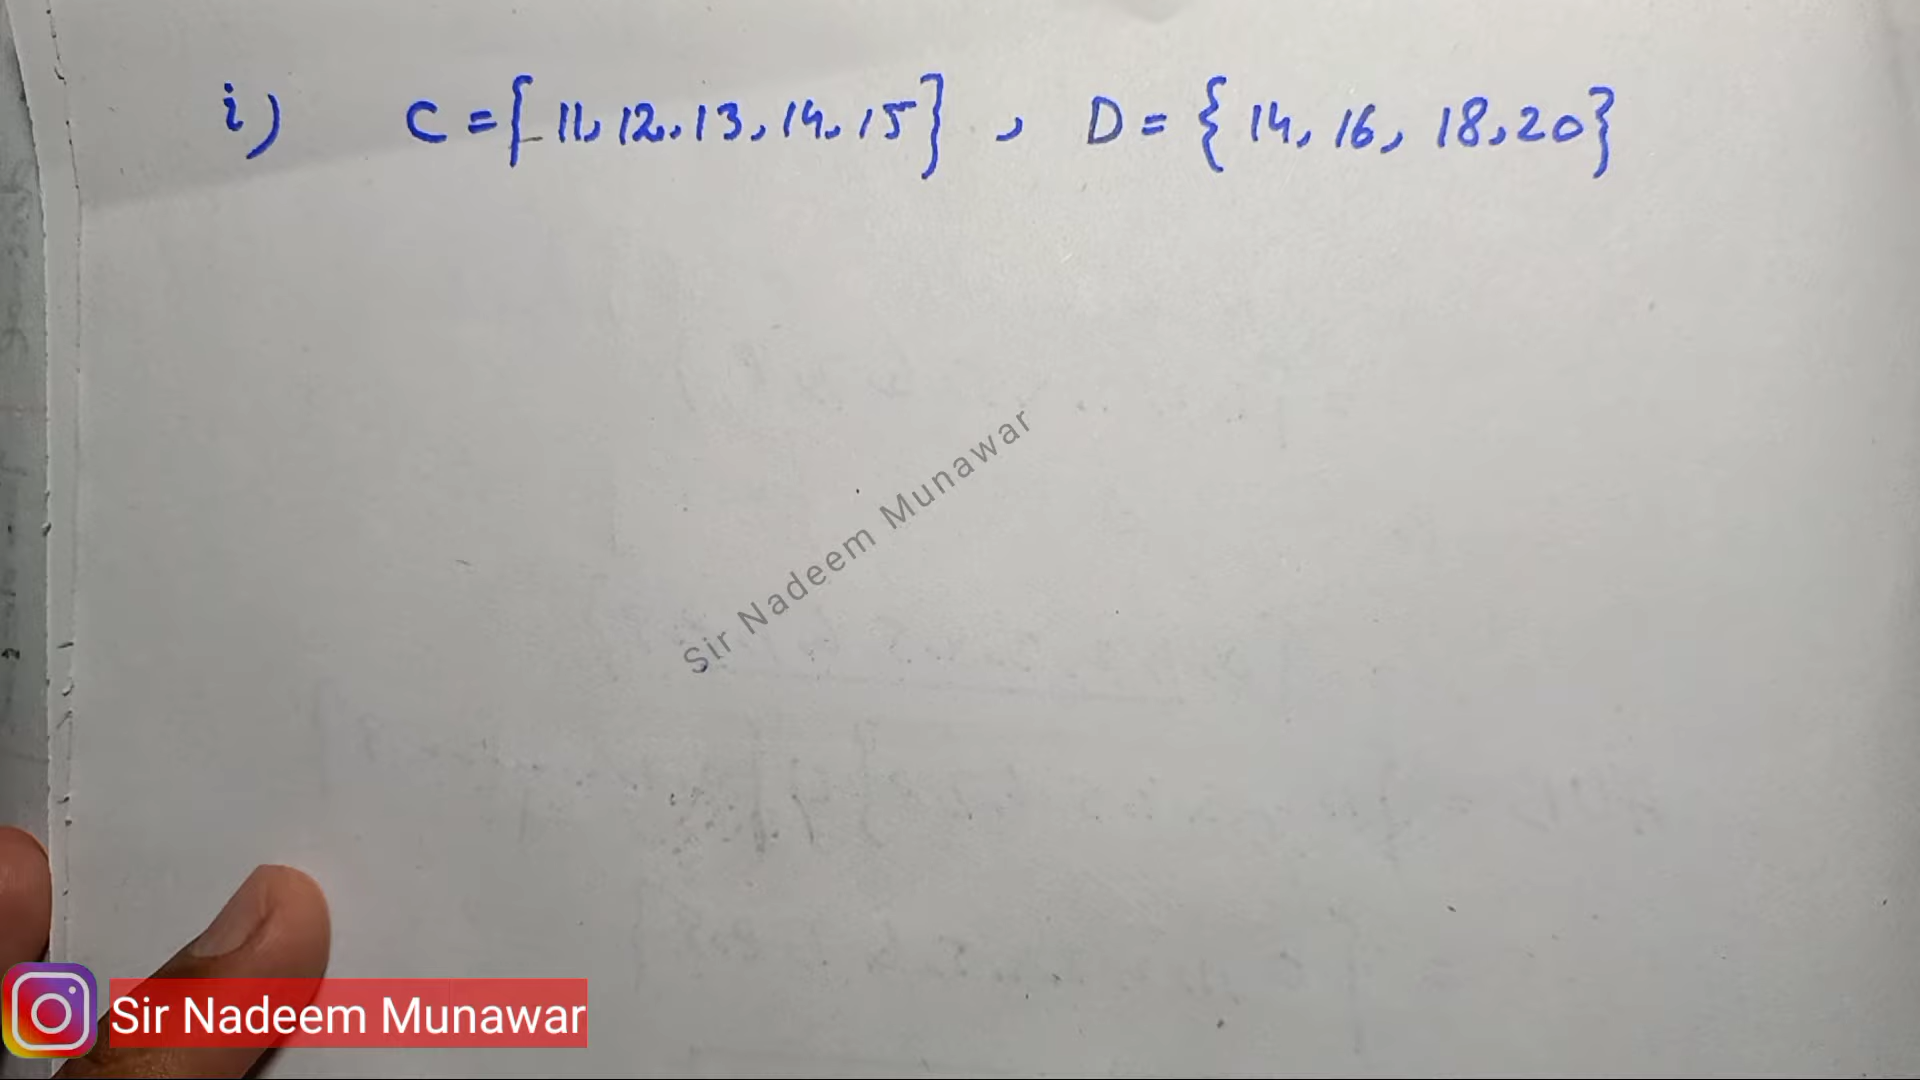 i) C = { 11, 12, 13, 14, 15 } , D = { 14, 16, 18, 20 }
Sir Nadeem Munawar
Sir Nadeem Munawar